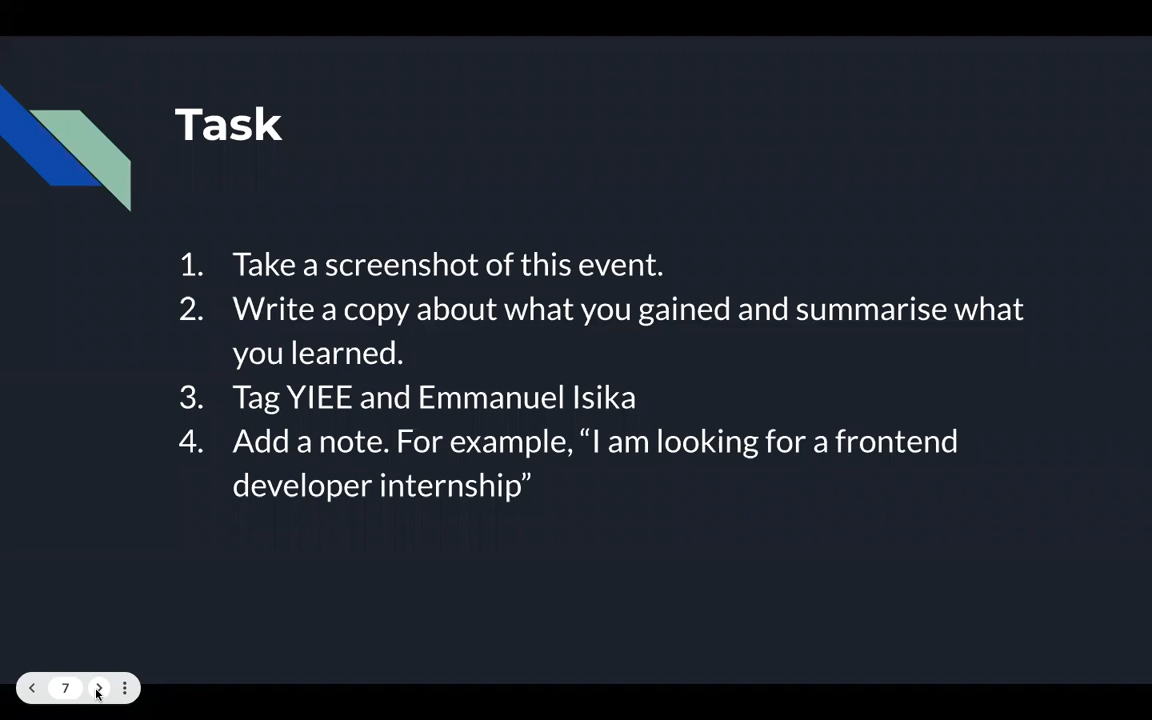 Task
1. Take a screenshot of this event.
2. Write a copy about what you gained and summarise what
you learned.
3. Tag YIEE and Emmanuel Isika
4. Add a note. For example, “I am looking for a frontend
developer internship”
7